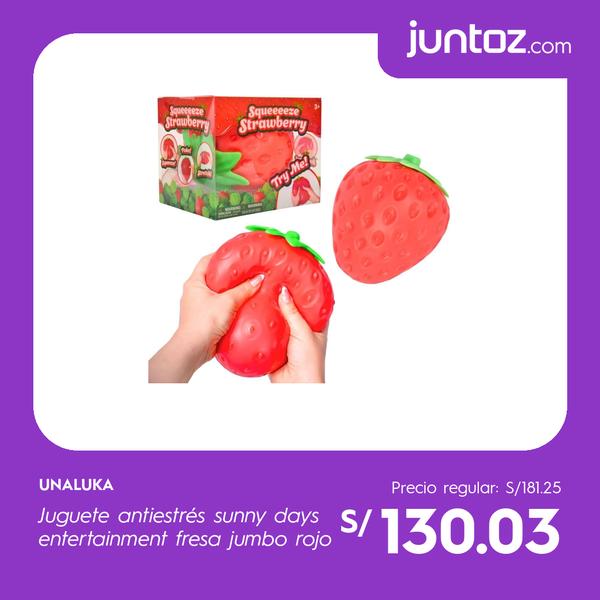 juntoz.com
Squeeeeze
Strawberry
Squeeeeze
Strawberry
3+
Try Me!
UNALUKA
Precio regular: S/181.25
Juguete antiestrés sunny days
entertainment fresa jumbo rojo
S/130.03